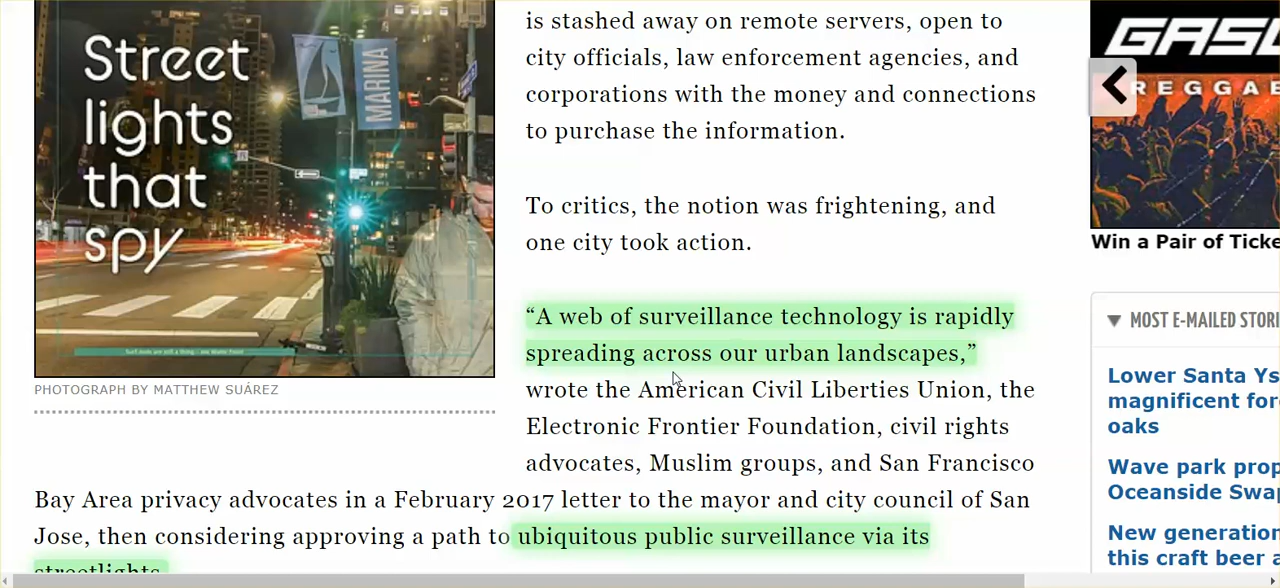 Street
lights
that
spy
MARINA
PHOTOGRAPH BY MATTHEW SUÁREZ
is stashed away on remote servers, open to
city officials, law enforcement agencies, and
corporations with the money and connections
to purchase the information.
To critics, the notion was frightening, and
one city took action.
“A web of surveillance technology is rapidly
spreading across our urban landscapes,”
wrote the American Civil Liberties Union, the
Electronic Frontier Foundation, civil rights
advocates, Muslim groups, and San Francisco
Bay Area privacy advocates in a February 2017 letter to the mayor and city council of San
Jose, then considering approving a path to ubiquitous public surveillance via its
streetlights.
REGGAE
Win a Pair of Ticke
MOST E-MAILED STORI
Lower Santa Ys
magnificent for
oaks
Wave park prop
Oceanside Swap
New generation
this craft beer a